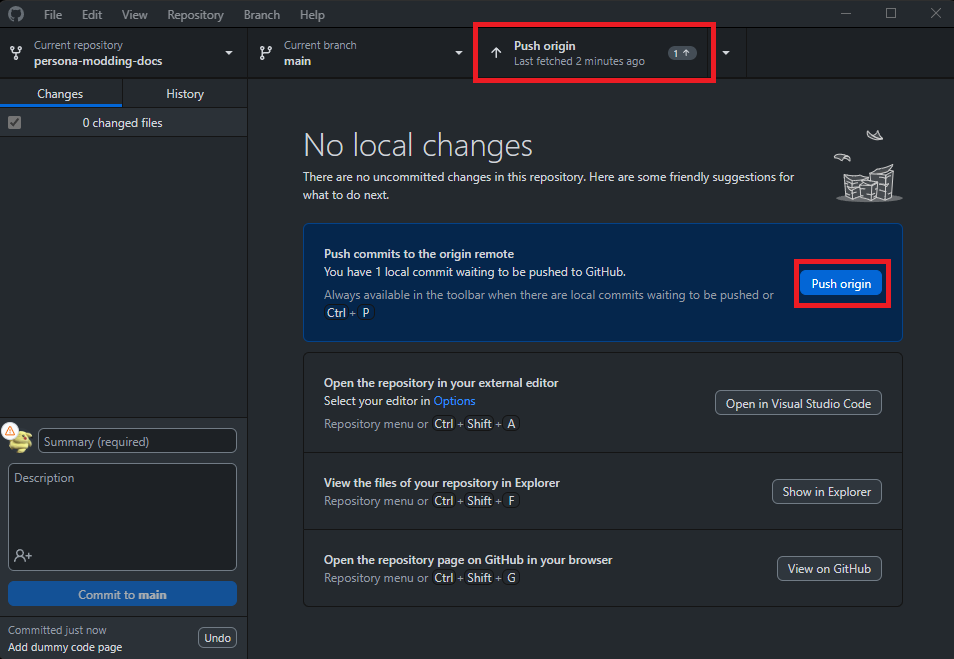 File Edit View Repository Branch Help
Current repository
persona-modding-docs
Current branch
main
Push origin
Last fetched 2 minutes ago
1
Changes History
0 changed files
No local changes
There are no uncommitted changes in this repository. Here are some friendly suggestions for
what to do next.
Push commits to the origin remote
You have 1 local commit waiting to be pushed to GitHub.
Always available in the toolbar when there are local commits waiting to be pushed or
Ctrl + P
Push origin
Open the repository in your external editor
Select your editor in Options
Repository menu or Ctrl + Shift + A
Open in Visual Studio Code
View the files of your repository in Explorer
Repository menu or Ctrl + Shift + F
Show in Explorer
Open the repository page on GitHub in your browser
Repository menu or Ctrl + Shift + G
View on GitHub
Summary (required)
Description
Commit to main
Committed just now
Add dummy code page
Undo